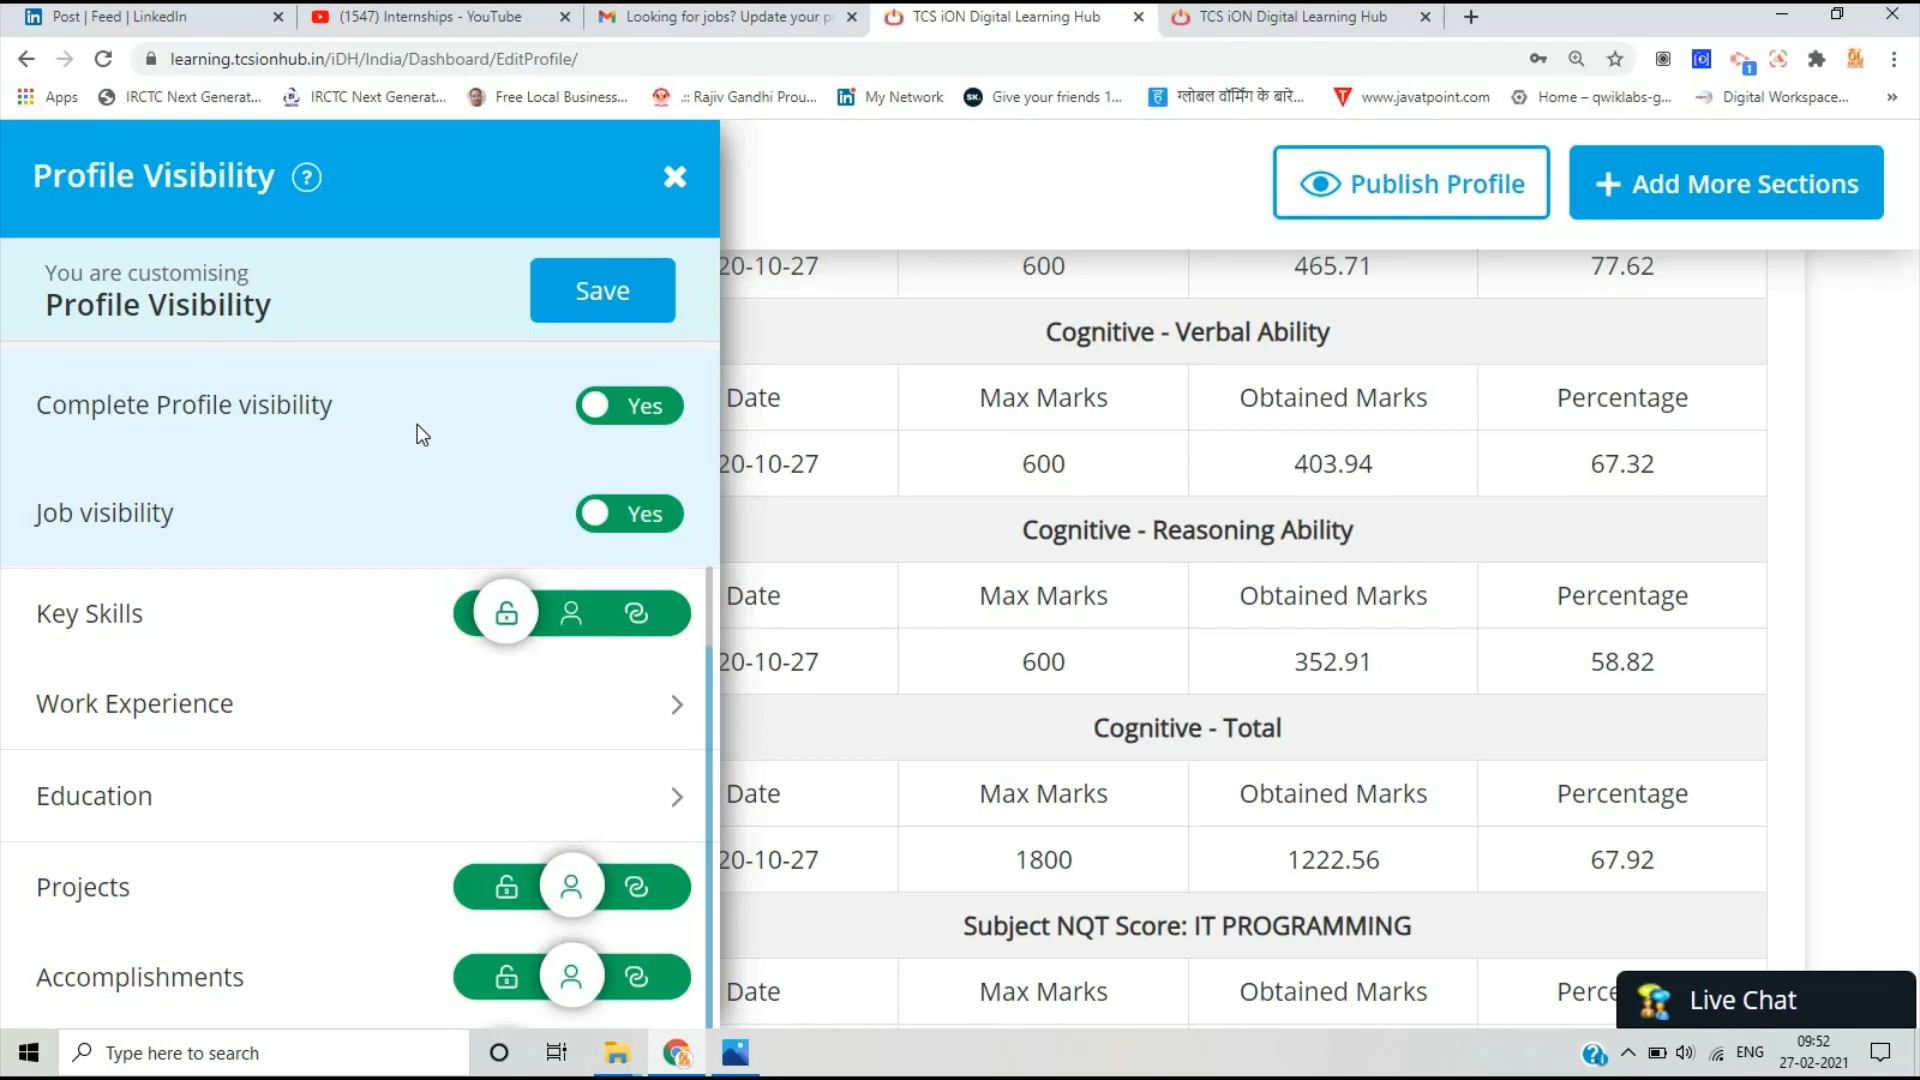 Post | Feed | LinkedIn
(1547) Internships - YouTube
Looking for jobs? Update your p
TCS iON Digital Learning Hub
TCS iON Digital Learning Hub
learning.tcsionhub.in/iDH/India/Dashboard/EditProfile/
1
Apps
IRCTC Next Generat...
IRCTC Next Generat...
Free Local Business...
.:: Rajiv Gandhi Prou...
My Network
SK.
Give your friends 1...
ग्लोबल वॉर्मिंग के बारे...
www.javatpoint.com
Home – qwiklabs-g...
Digital Workspace...
»
Profile Visibility ?
Publish Profile
+ Add More Sections
You are customising
Profile Visibility
Save
Complete Profile visibility
Yes
Job visibility
Yes
Key Skills
Work Experience
Education
Projects
Accomplishments
20-10-27 600 465.71 77.62
Cognitive - Verbal Ability
Date Max Marks Obtained Marks Percentage
20-10-27 600 403.94 67.32
Cognitive - Reasoning Ability
Date Max Marks Obtained Marks Percentage
20-10-27 600 352.91 58.82
Cognitive - Total
Date Max Marks Obtained Marks Percentage
20-10-27 1800 1222.56 67.92
Subject NQT Score: IT PROGRAMMING
Date Max Marks Obtained Marks Perce
Live Chat
Type here to search
ENG
09:52
27-02-2021